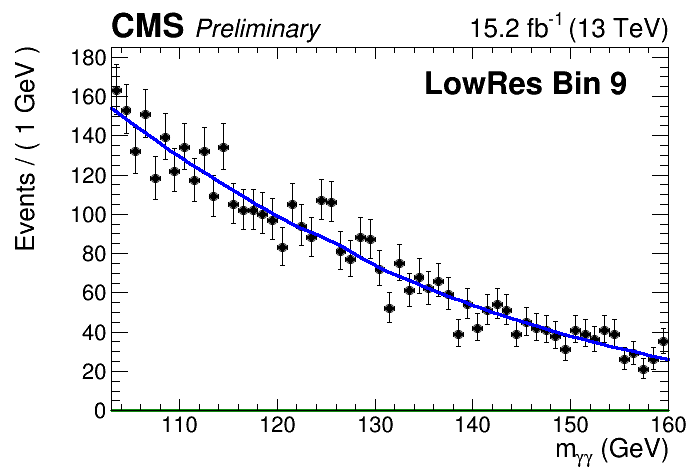 CMS Preliminary 15.2 fb⁻¹ (13 TeV)
LowRes Bin 9
Events / ( 1 GeV )
180
160
140
120
100
80
60
40
20
0
110 120 130 140 150 160
mγγ (GeV)